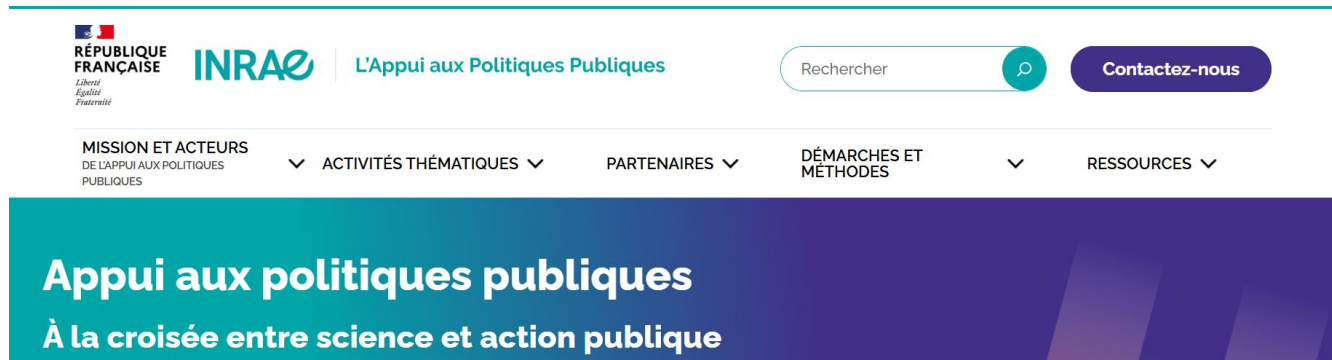 RÉPUBLIQUE
FRANÇAISE
Liberté
Égalité
Fraternité
INRAE
L'Appui aux Politiques Publiques
Rechercher
Contactez-nous
MISSION ET ACTEURS
DE L'APPUI AUX POLITIQUES
PUBLIQUES
ACTIVITÉS THÉMATIQUES
PARTENAIRES
DÉMARCHES ET
MÉTHODES
RESSOURCES
Appui aux politiques publiques
À la croisée entre science et action publique